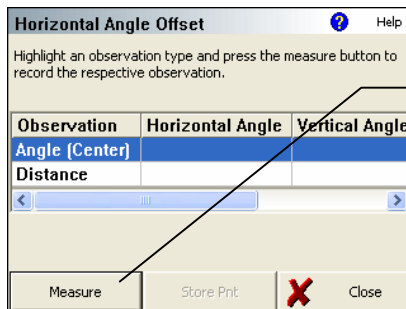 Horizontal Angle Offset Help
Highlight an observation type and press the measure button to
record the respective observation.
Observation Horizontal Angle Vertical Angle
Angle (Center)
Distance
Measure Store Pnt Close